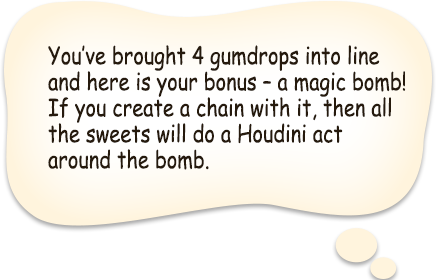 You've brought 4 gumdrops into line
and here is your bonus – a magic bomb!
If you create a chain with it, then all
the sweets will do a Houdini act
around the bomb.